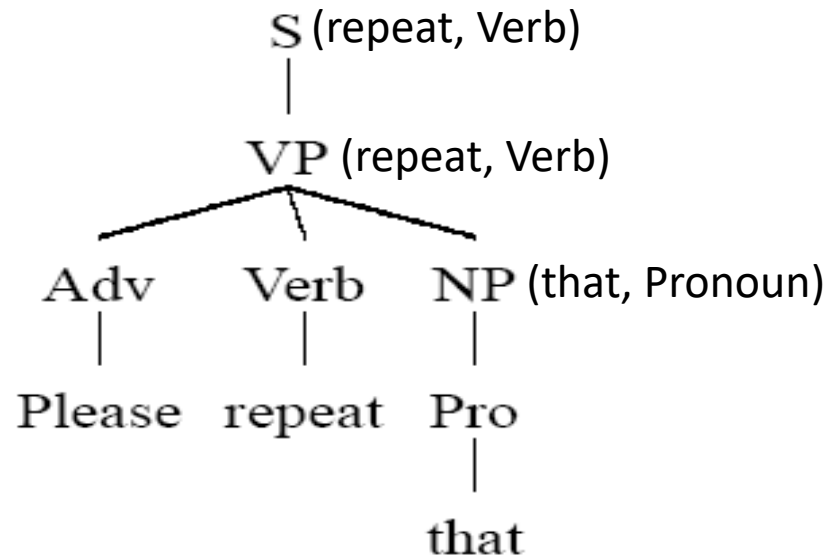 S (repeat, Verb)
VP (repeat, Verb)
Adv Verb NP (that, Pronoun)
Please repeat Pro
that